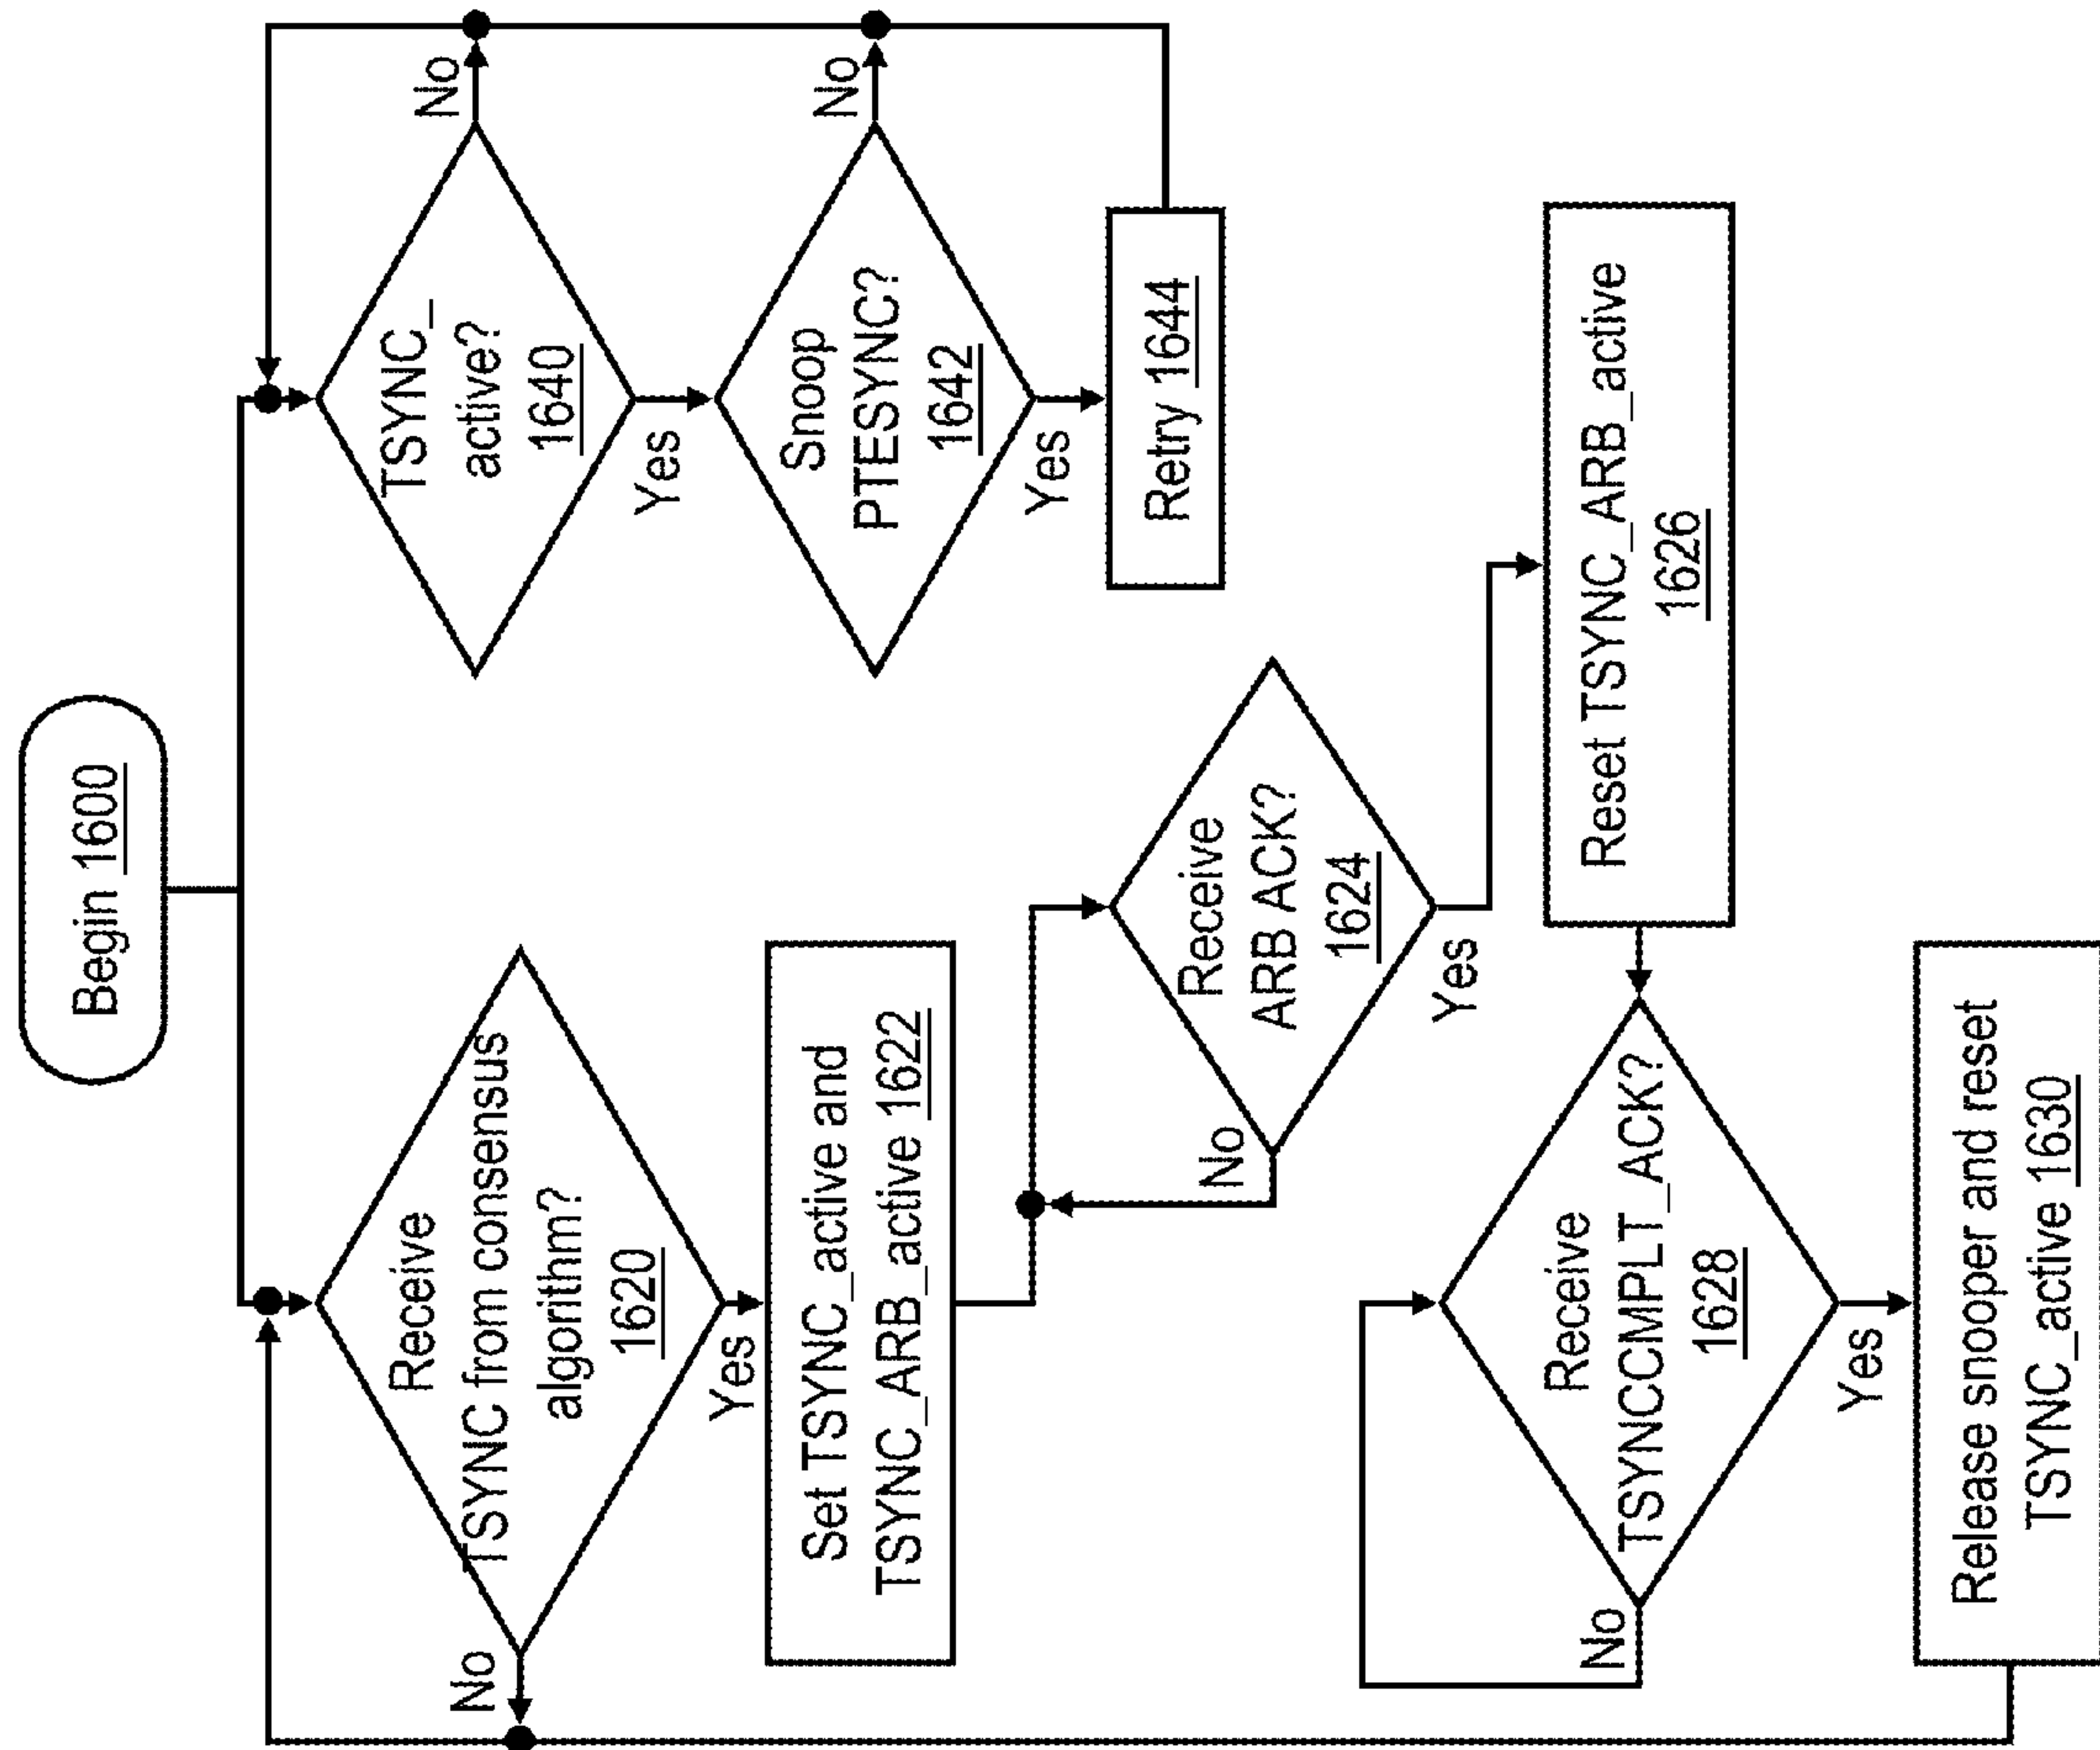 Begin 1600
Receive
TSYNC from consensus
algorithm?
1620
No
Yes
Set TSYNC_active and
TSYNC_ARB_active 1622
Receive
ARB ACK?
1624
No
Yes
Reset TSYNC_ARB_active
1626
Receive
TSYNCCMPLT_ACK?
1628
No
Yes
Release snooper and reset
TSYNC_active 1630
TSYNC_
active?
1640
No
Yes
Snoop
PTESYNC?
1642
No
Yes
Retry 1644